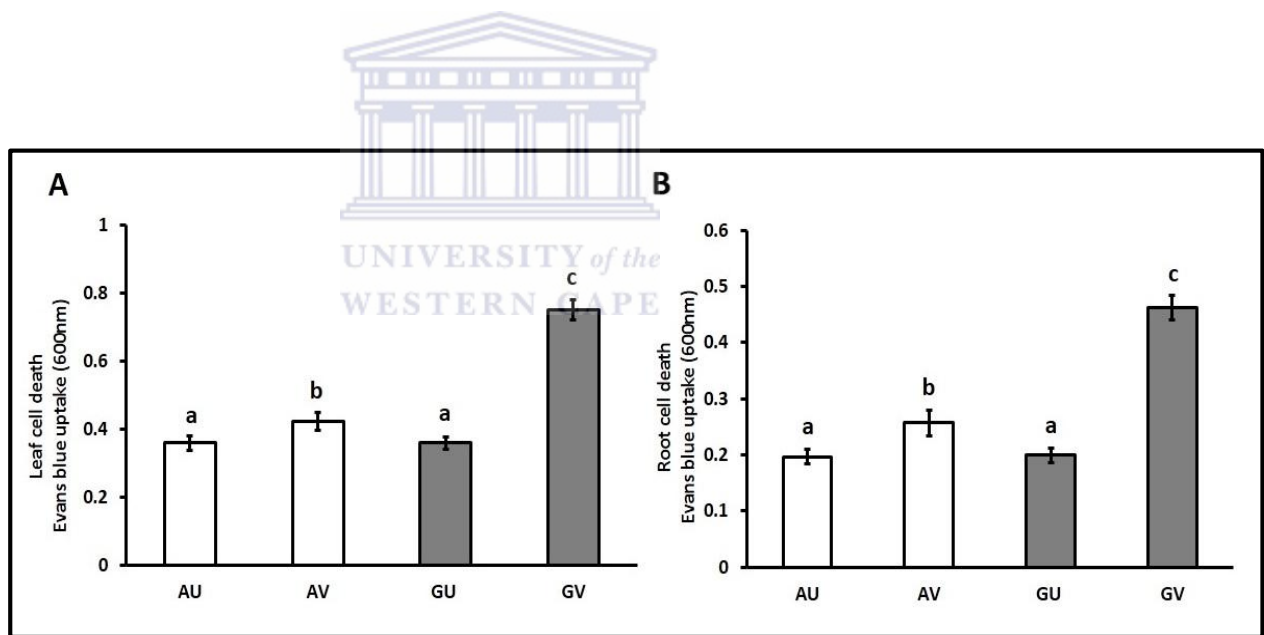 UNIVERSITY of the
WESTERN CAPE
A
Leaf cell death
Evans blue uptake (600nm)
1
0.8
0.6
0.4
0.2
0
a
b
a
c
AU AV GU GV
B
Root cell death
Evans blue uptake (600nm)
0.6
0.5
0.4
0.3
0.2
0.1
0
a
b
a
c
AU AV GU GV